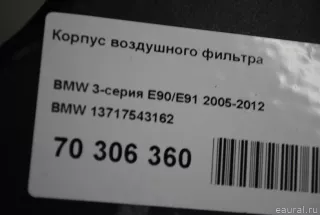 Корпус воздушного фильтра
BMW 3-серия E90/E91 2005-2012
BMW 13717543162
70 306 360
eaural.ru